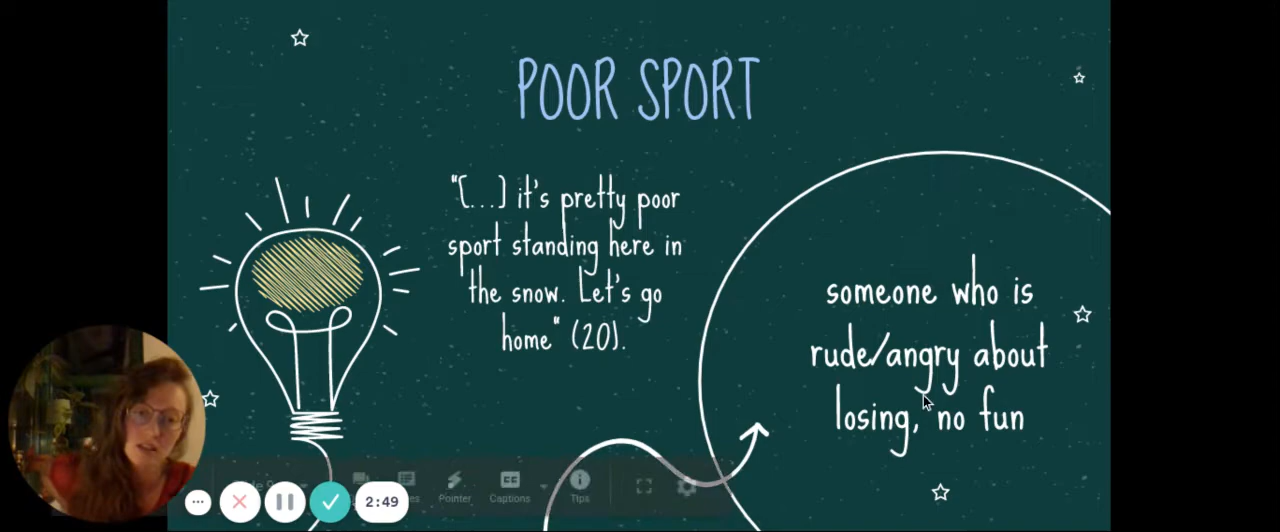 POOR SPORT
"[...] it's pretty poor
sport standing here in
the snow. Let's go
home" (20).
someone who is
rude/angry about
losing, no fun
Pointer
Captions
Tips
2:49